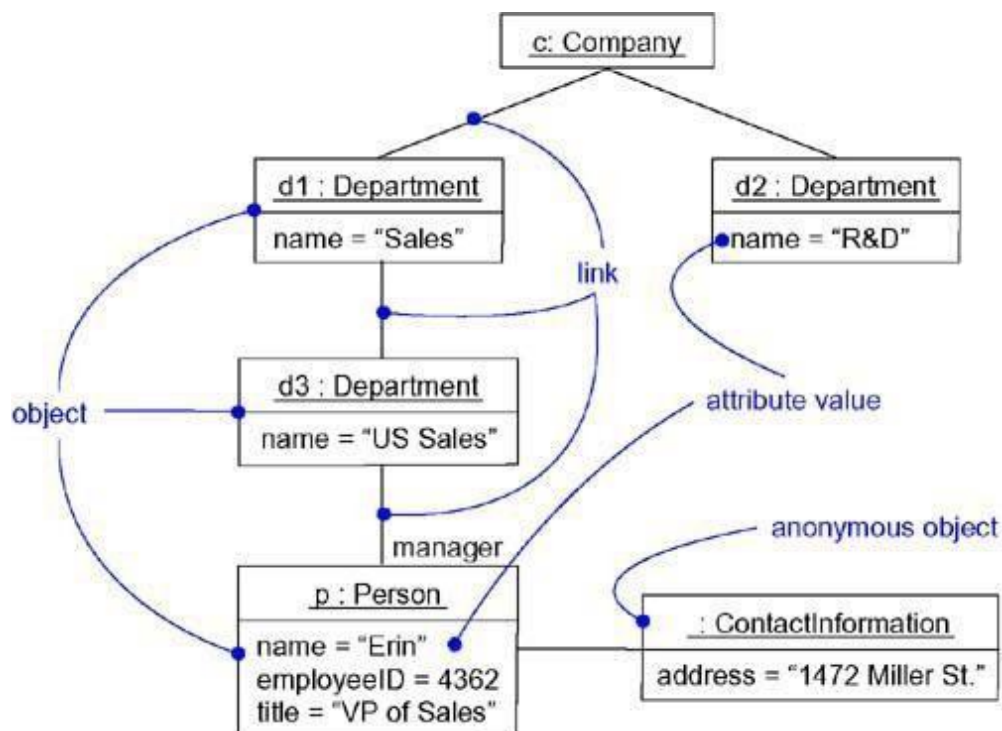 c: Company
d1 : Department
name = “Sales”
d2 : Department
name = “R&D”
link
d3 : Department
name = “US Sales”
object
attribute value
manager
anonymous object
p : Person
name = “Erin”
employeeID = 4362
title = “VP of Sales”
: ContactInformation
address = “1472 Miller St.”